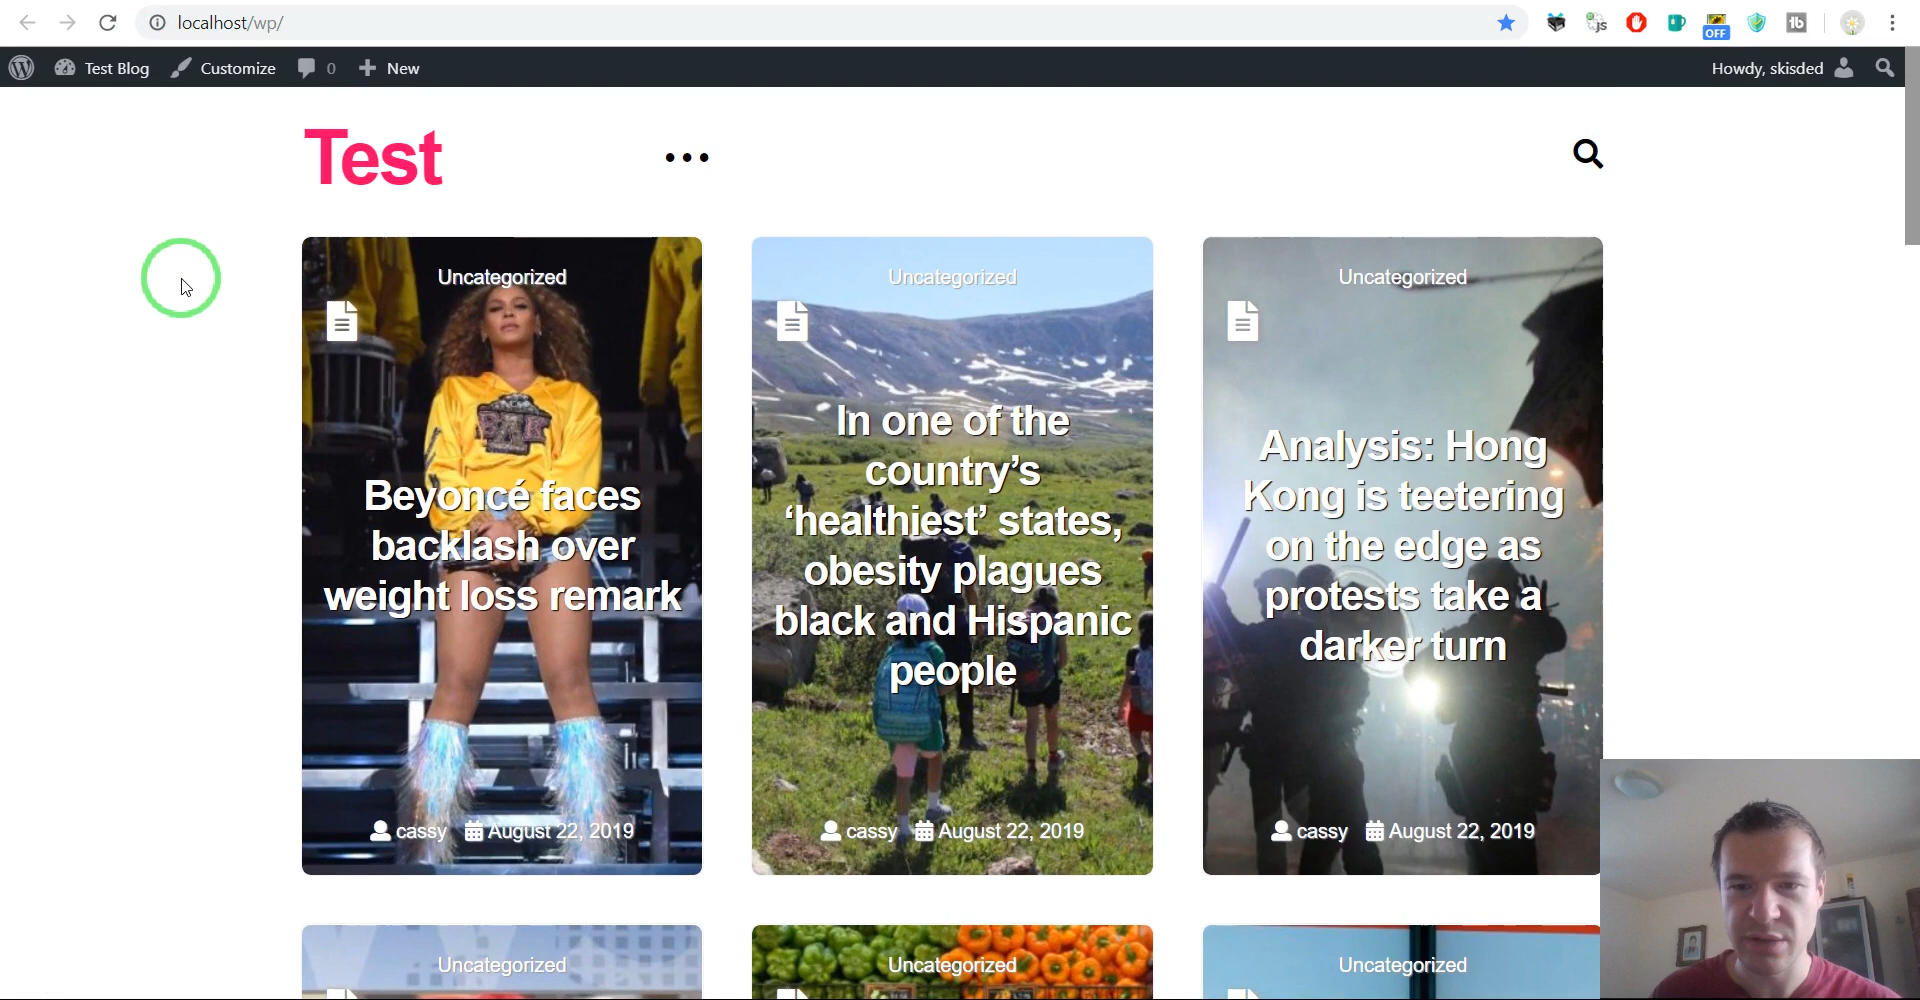 localhost/wp/
OFF
Test Blog
Customize
0
New
Howdy, skisded
Test
Uncategorized
Beyoncé faces
backlash over
weight loss remark
cassy August 22, 2019
Uncategorized
In one of the
country’s
‘healthiest’ states,
obesity plagues
black and Hispanic
people
cassy August 22, 2019
Uncategorized
Analysis: Hong
Kong is teetering
on the edge as
protests take a
darker turn
cassy August 22, 2019
Uncategorized
Uncategorized
Uncategorized